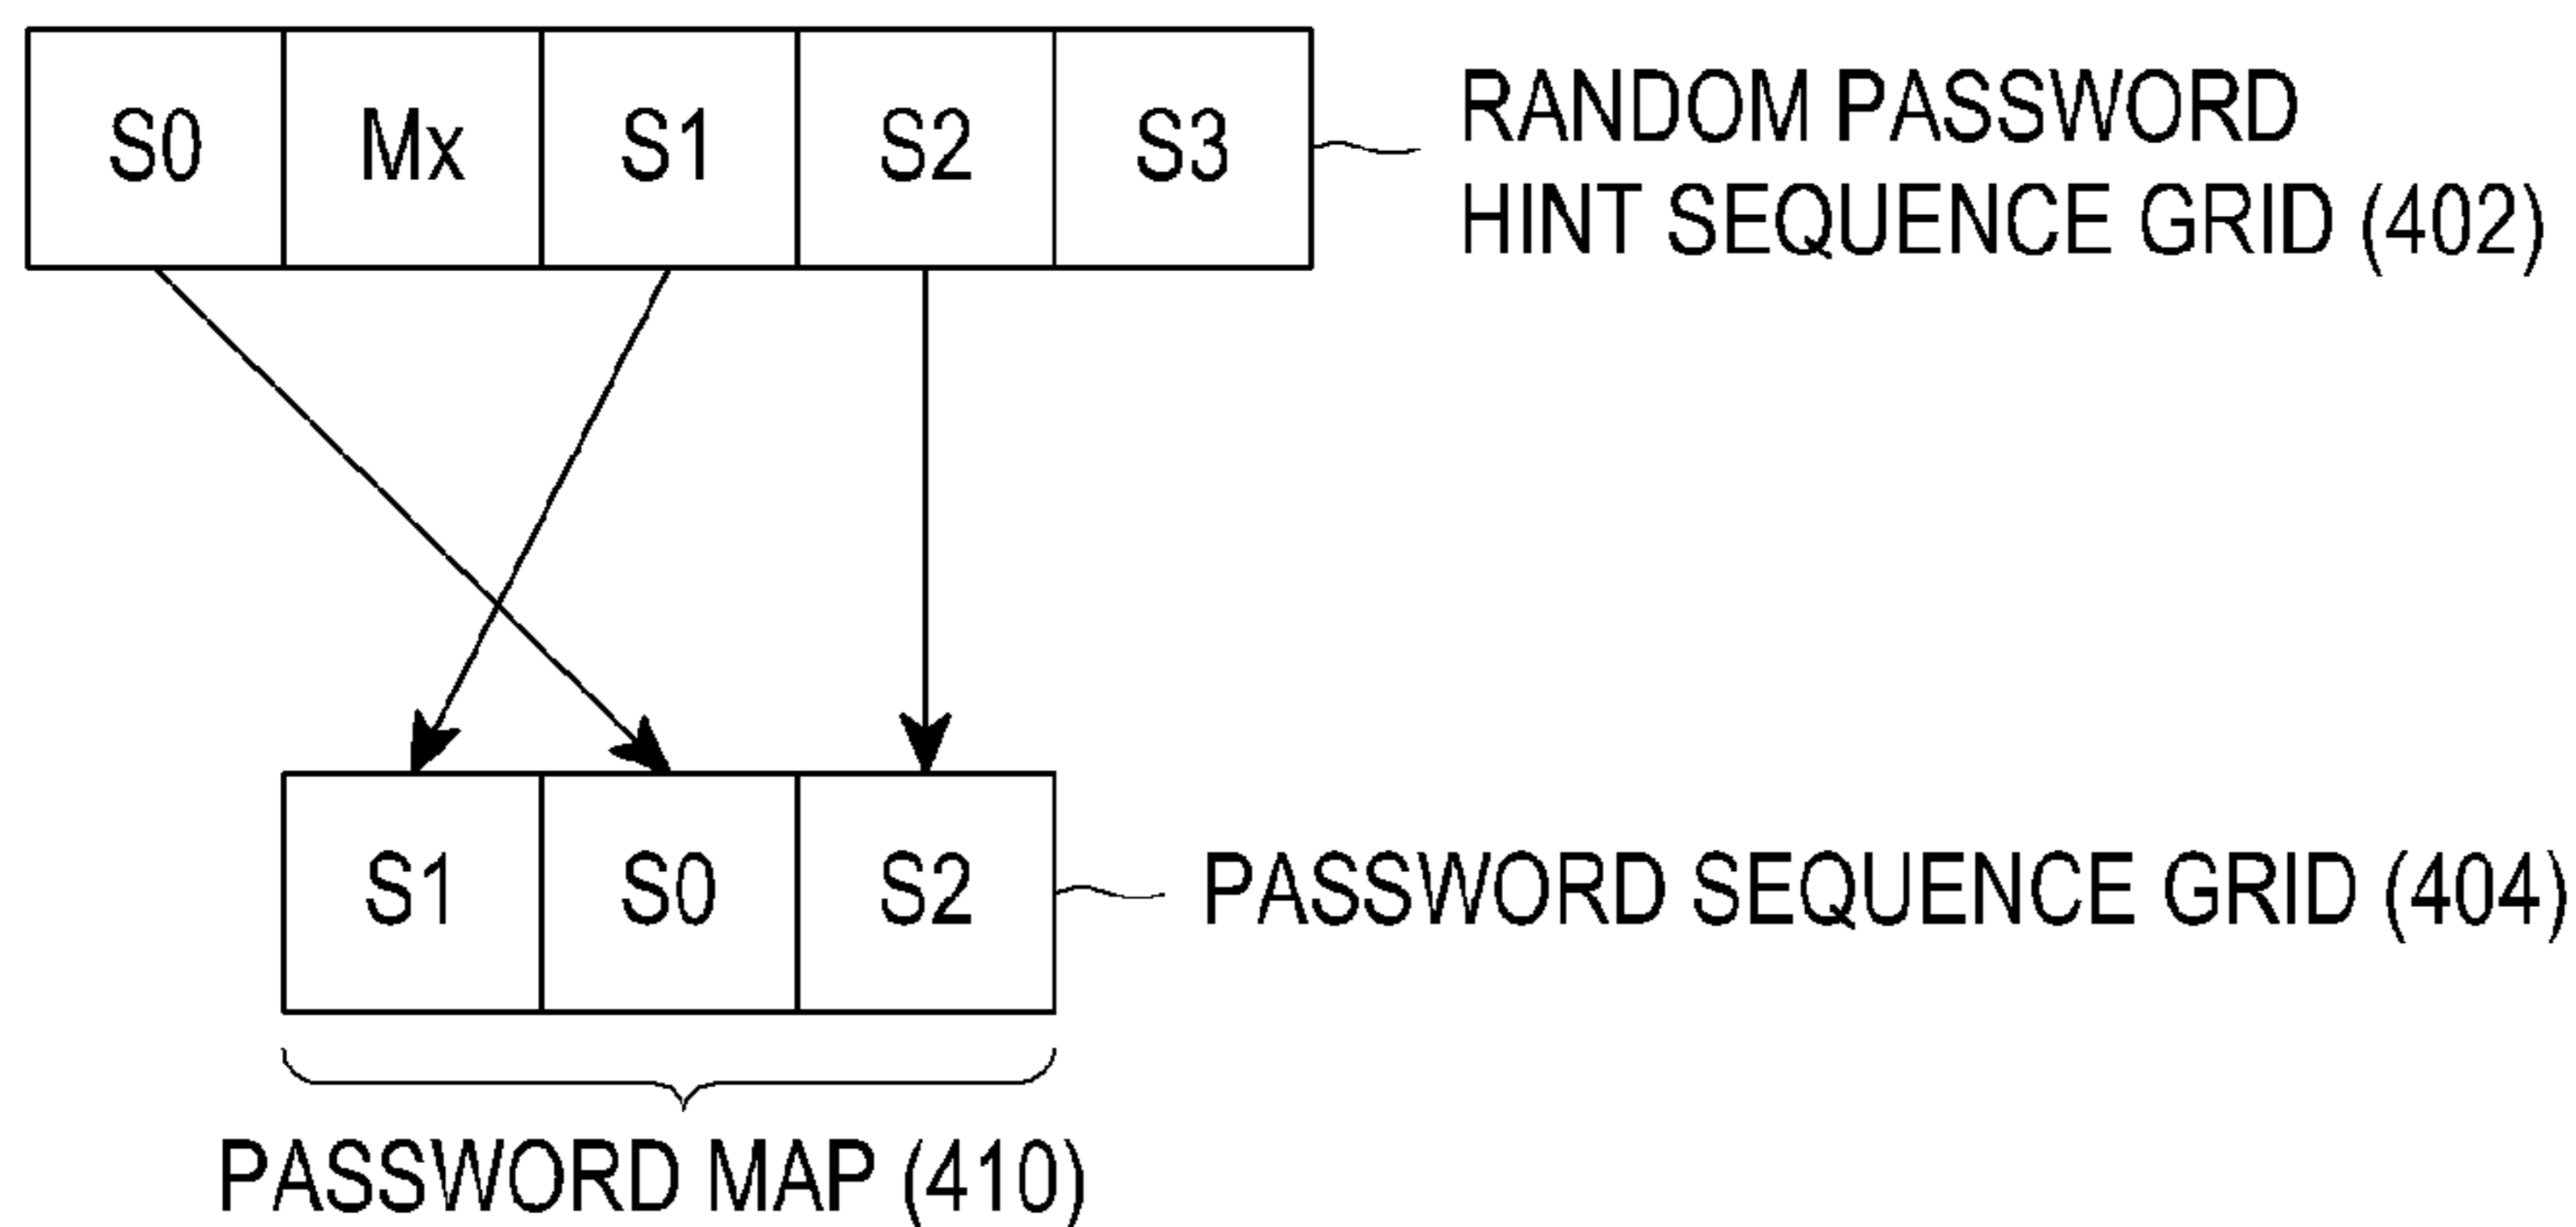 S0 Mx S1 S2 S3
RANDOM PASSWORD
HINT SEQUENCE GRID (402)
S1 S0 S2
PASSWORD SEQUENCE GRID (404)
PASSWORD MAP (410)